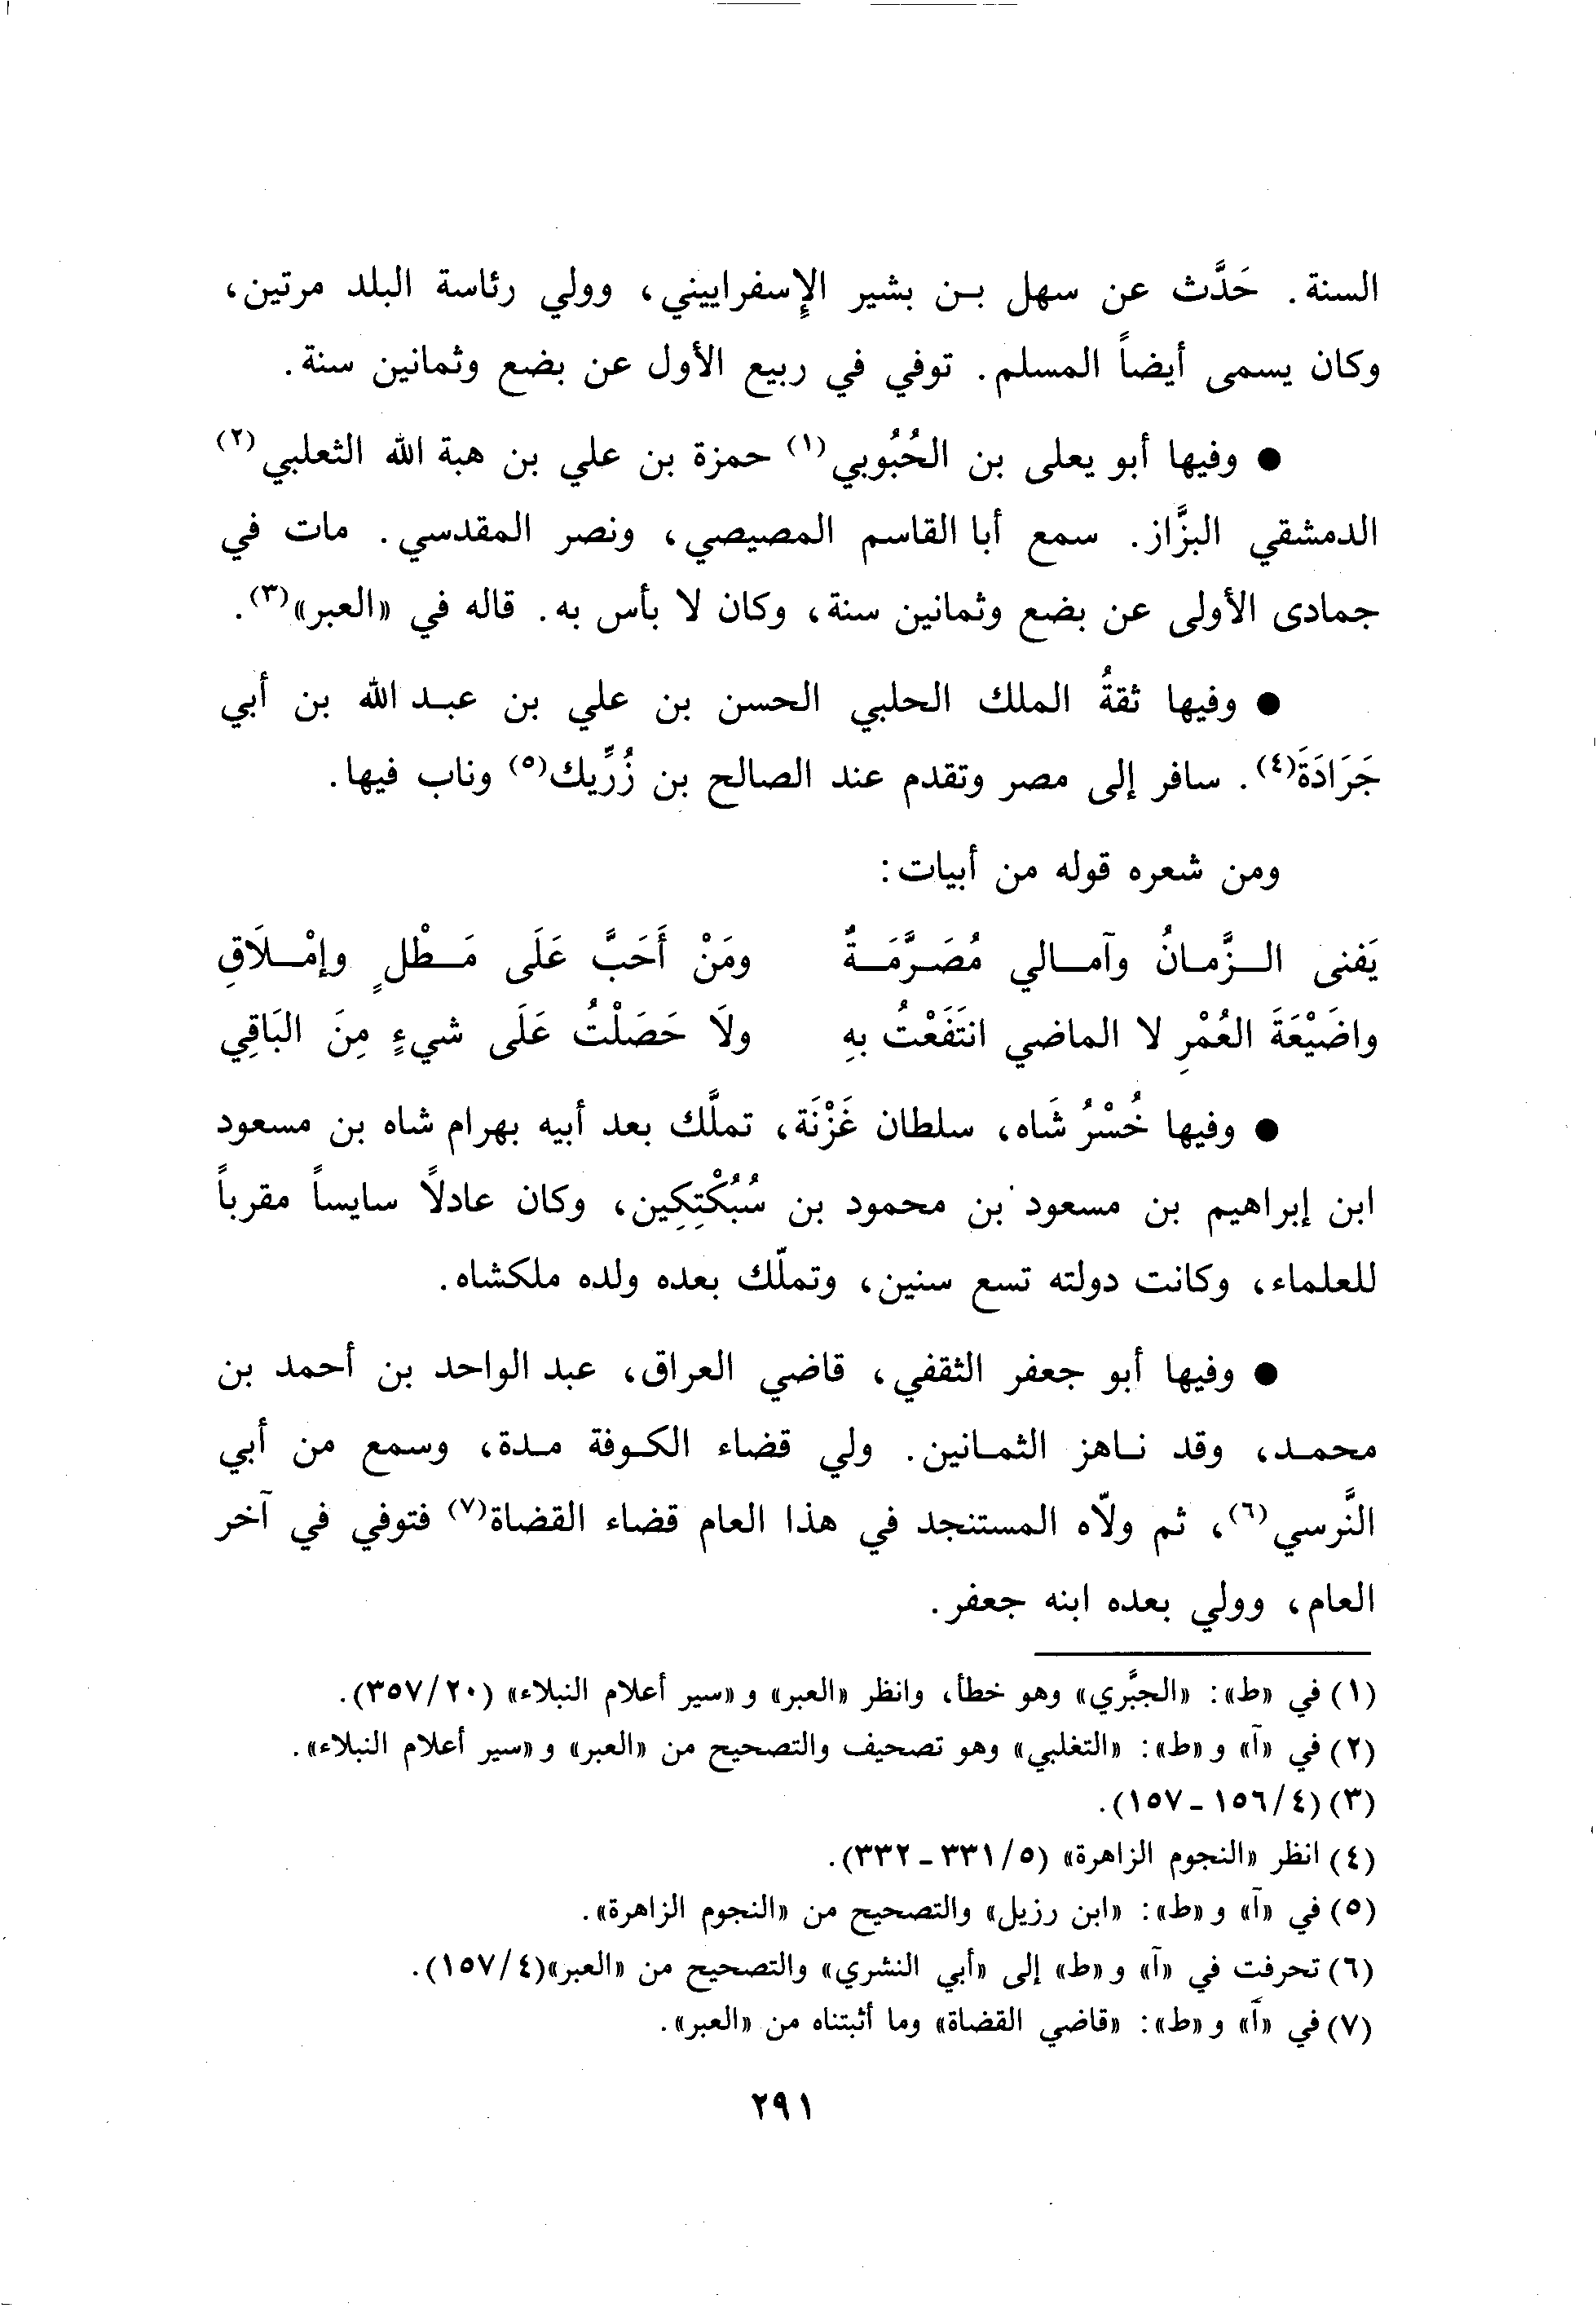 السنة. حَدَّث عن سهل بن بشير الإسفراييني، وولي رئاسة البلد مرتين،
وكان يسمى أيضاً المسلم. توفي في ربيع الأول عن بضع وثمانين سنة.
● وفيها أبو يعلى بن الحُبُوبي(١) حمزة بن علي بن هبة الله الثعلبي(٢)
الدمشقي البزَّاز. سمع أبا القاسم المصيصي، ونصر المقدسي. مات في
جمادى الأولى عن بضع وثمانين سنة، وكان لا بأس به. قاله في «العبر»(٣).
● وفيها ثقةُ الملك الحلبي الحسن بن علي بن عبد الله بن أبي
جَرَادَةَ(٤). سافر إلى مصر وتقدم عند الصالح بن زُرِّيك(٥) وناب فيها.
ومن شعره قوله من أبيات:
يَفنى الزَّمانُ وآمالي مُصَرَّمَةٌ ومَنْ أَحَبَّ عَلَى مَطْلٍ وإمْلَاقِ
واضَيْعَةَ العُمْرِ لا الماضي انتَفَعْتُ بهِ ولَا حَصَلْتُ عَلَى شيءٍ مِنَ البَاقِي
● وفيها خُسْرُ شَاه، سلطان غَزْنَة، تملَّك بعد أبيه بهرام شاه بن مسعود
ابن إبراهيم بن مسعود بن محمود بن سُبُكْتِكِين، وكان عادلاً سايساً مقرباً
للعلماء، وكانت دولته تسع سنين، وتملّك بعده ولده ملكشاه.
● وفيها أبو جعفر الثقفي، قاضي العراق، عبد الواحد بن أحمد بن
محمد، وقد ناهز الثمانين. ولي قضاء الكوفة مدة، وسمع من أبي
النَّرسي(٦)، ثم ولاّه المستنجد في هذا العام قضاء القضاة(٧) فتوفي في آخر
العام، وولي بعده ابنه جعفر.
(١) في «ط»: «الجبَّري» وهو خطأ، وانظر «العبر» و«سير أعلام النبلاء» (٣٥٧/٢٠).
(٢) في «آ» و«ط»: «التغلبي» وهو تصحيف والتصحيح من «العبر» و«سير أعلام النبلاء».
(٣) (١٥٦/٤ - ١٥٧).
(٤) انظر «النجوم الزاهرة» (٣٣١/٥ - ٣٣٢).
(٥) في «آ» و«ط»: «ابن رزيل» والتصحيح من «النجوم الزاهرة».
(٦) تحرفت في «آ» و«ط» إلى «أبي النشري» والتصحيح من «العبر»(١٥٧/٤).
(٧) في «أ» و«ط»: «قاضي القضاة» وما أثبتناه من «العبر».
٢٩١